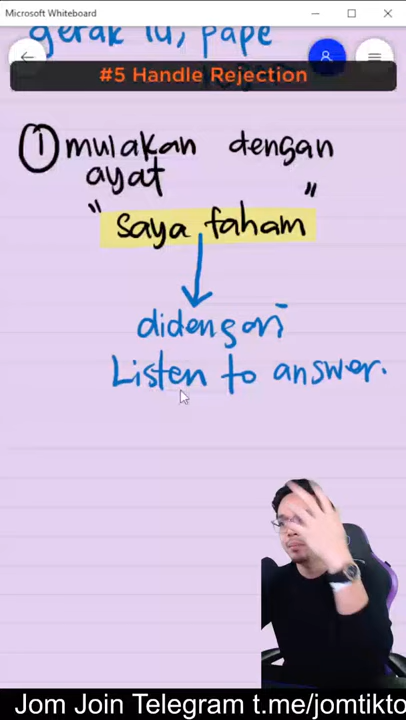 Microsoft Whiteboard
gerak tu, pape
#5 Handle Rejection
① mulakan dengan
ayat
"saya faham"
didengari
Listen to answer.
Jom Join Telegram t.me/jomtikto